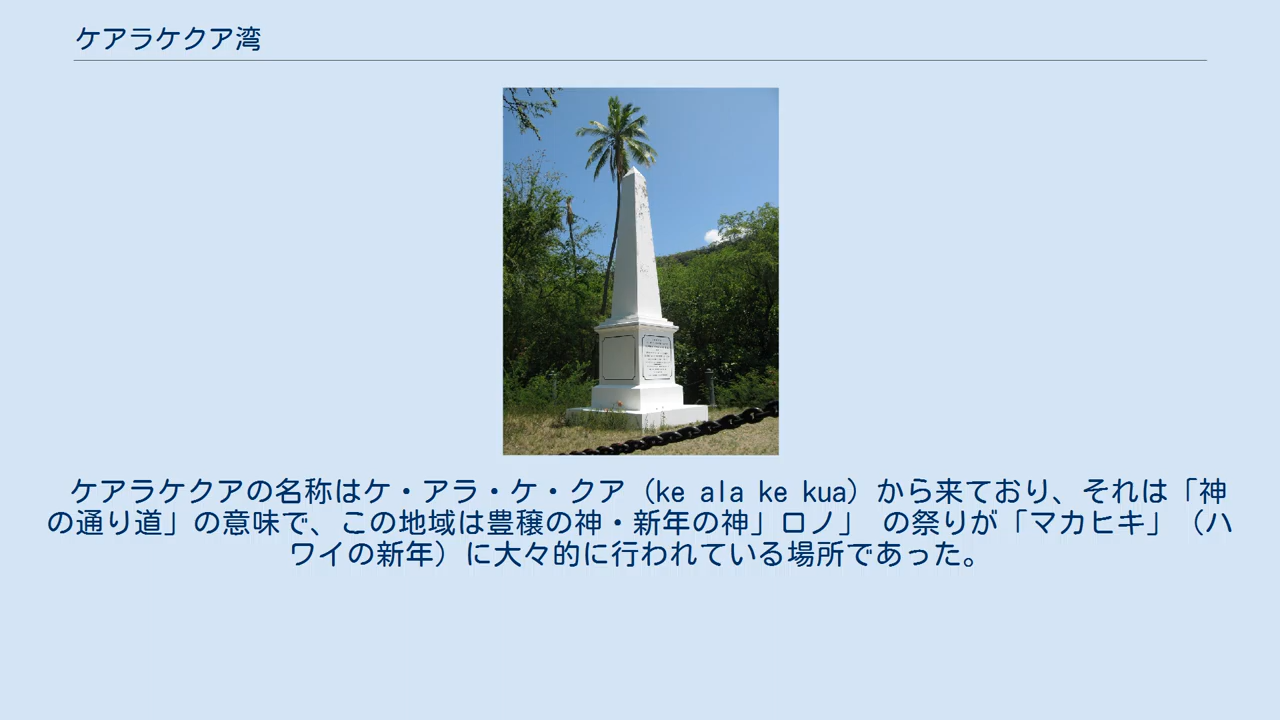 ケアラケクア湾
ケアラケクアの名称はケ・アラ・ケ・クア（ke ala ke kua）から来ており、それは「神
の通り道」の意味で、この地域は豊穣の神・新年の神」ロノ」 の祭りが「マカヒキ」（ハ
ワイの新年）に大々的に行われている場所であった。